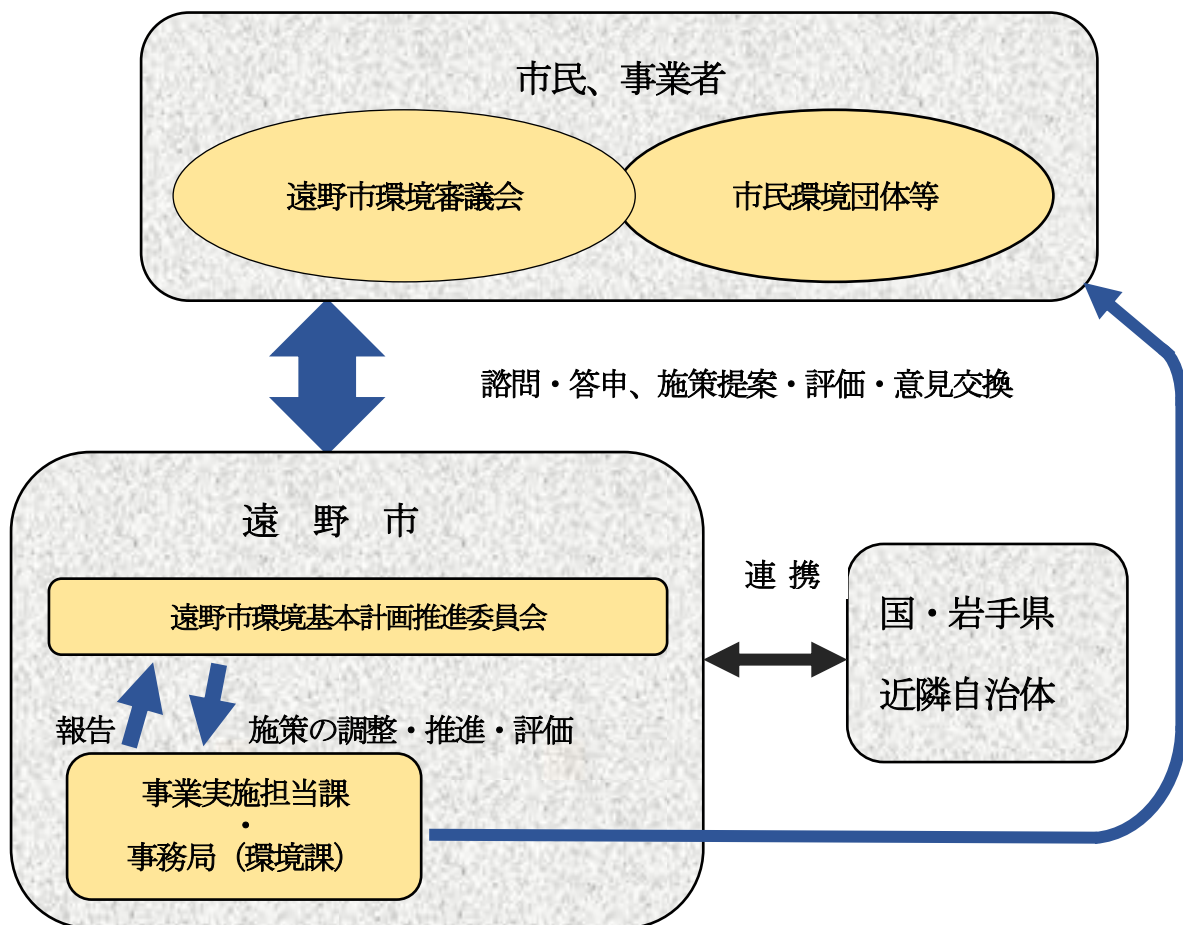 市民、事業者
遠野市環境審議会
市民環境団体等
諮問・答申、施策提案・評価・意見交換
遠 野 市
遠野市環境基本計画推進委員会
報告
施策の調整・推進・評価
事業実施担当課
・
事務局（環境課）
連 携
国・岩手県
近隣自治体